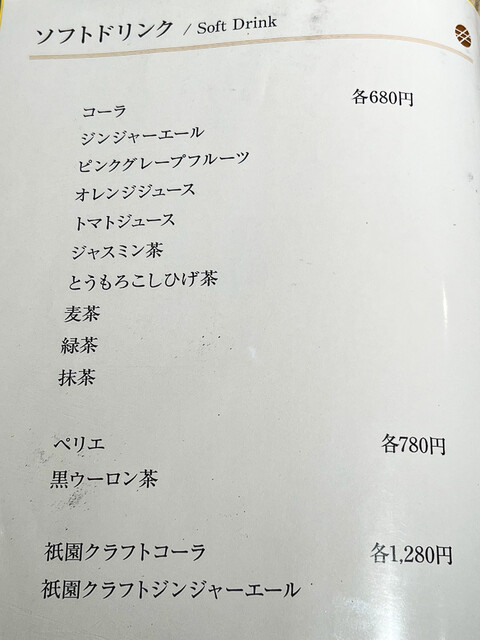 ソフトドリンク / Soft Drink
各680円
コーラ
ジンジャーエール
ピンクグレープフルーツ
オレンジジュース
トマトジュース
ジャスミン茶
とうもろこしひげ茶
麦茶
緑茶
抹茶
ペリエ 各780円
黒ウーロン茶
祇園クラフトコーラ 各1,280円
祇園クラフトジンジャーエール